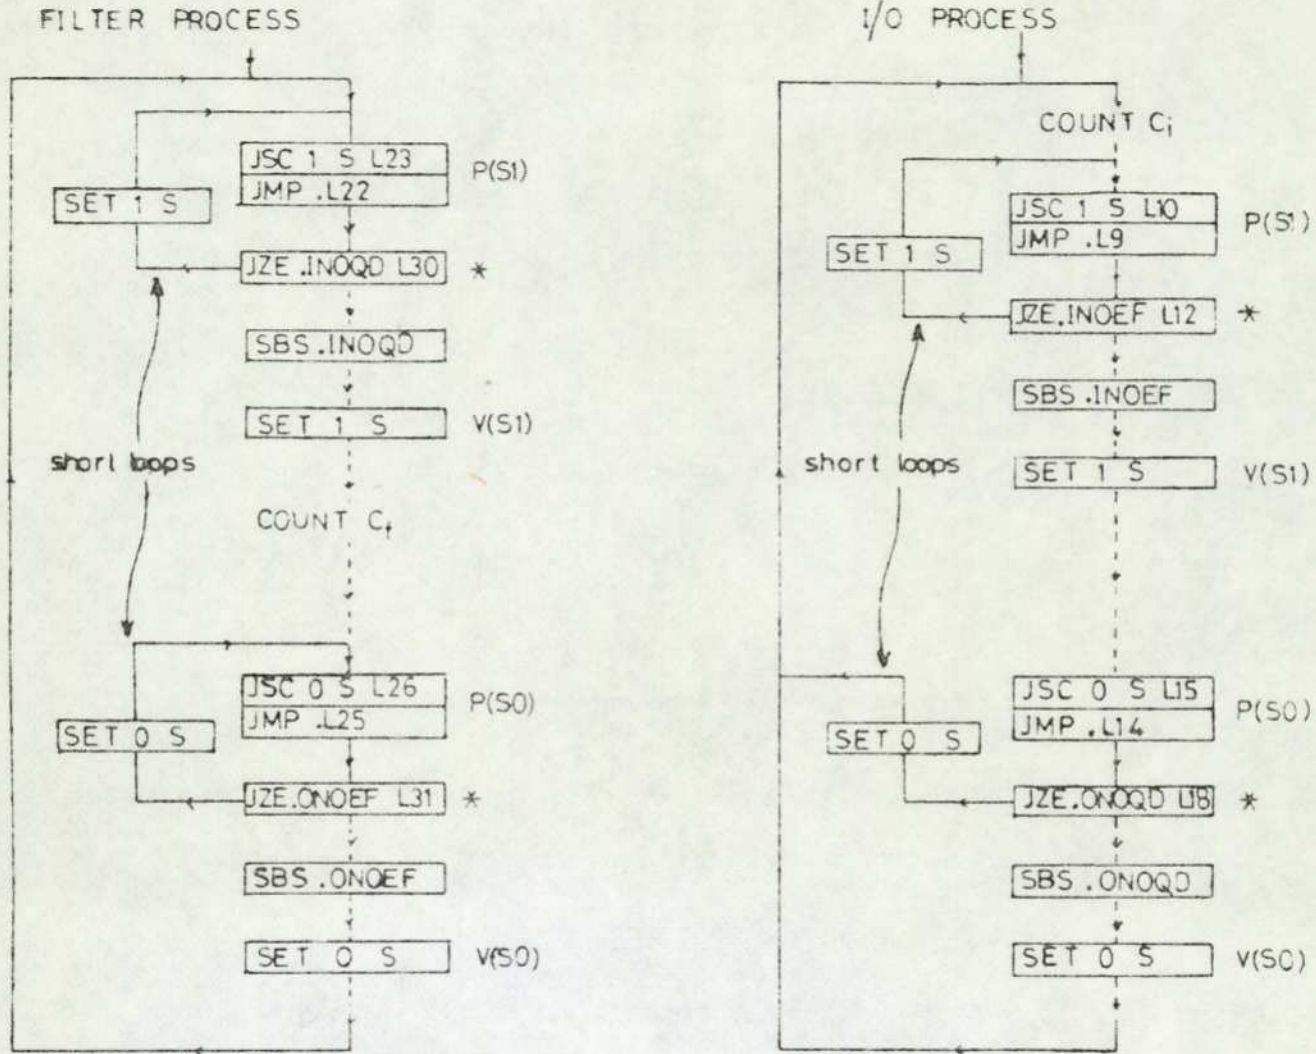 FILTER PROCESS
JSC 1 S L23
JMP .L22
P(S1)
SET 1 S
JZE.INOQD L30
*
SBS .INOQD
SET 1 S
V(S1)
short loops
COUNT Cf
JSC 0 S L26
JMP .L25
P(S0)
SET 0 S
JZE.ONOEF L31
*
SBS .ONOEF
SET 0 S
V(S0)
I/O PROCESS
COUNT Ci
JSC 1 S L10
JMP .L9
P(S1)
SET 1 S
JZE.INOEF L12
*
SBS .INOEF
SET 1 S
V(S1)
short loops
JSC 0 S L15
JMP .L14
P(S0)
SET 0 S
JZE.ONOQD L18
*
SBS .ONOQD
SET 0 S
V(S0)